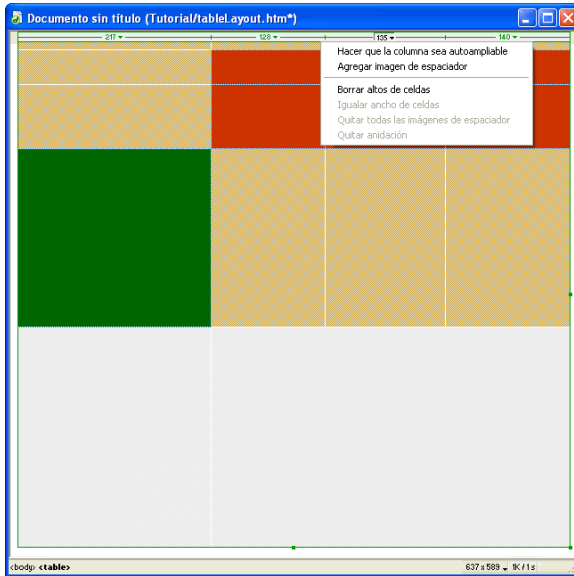 Documento sin título (Tutorial/tableLayout.htm*)
217 128 135 140
Hacer que la columna sea autoampliable
Agregar imagen de espaciador
Borrar altos de celdas
Igualar ancho de celdas
Quitar todas las imágenes de espaciador
Quitar anidación
<body> <table> 637 x 589 1K / 1 s